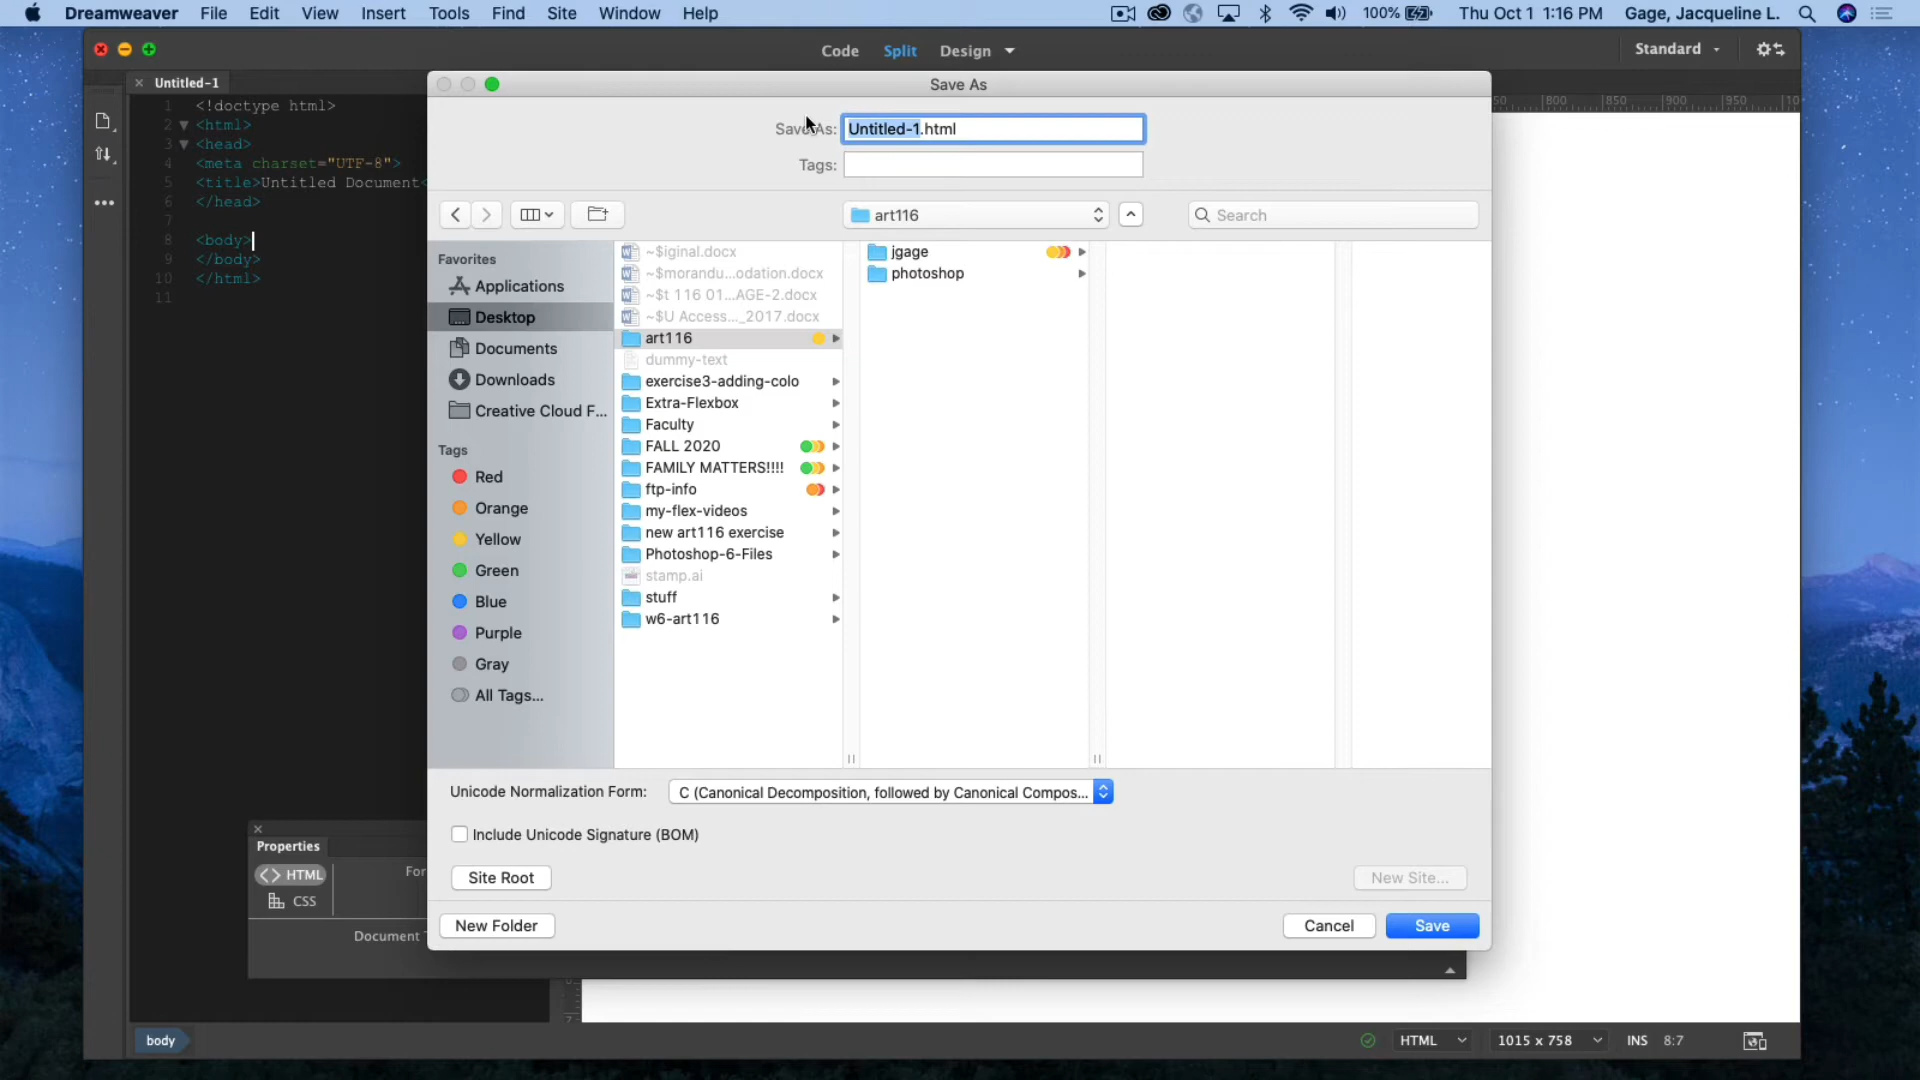 Dreamweaver File Edit View Insert Tools Find Site Window Help 100% Thu Oct 1 1:16 PM Gage, Jacqueline L.
Code Split Design Standard
Untitled-1
Save As
50 800 850 900 950 10
1 <!doctype html>
2 <html>
3 <head>
4 <meta charset="UTF-8">
5 <title>Untitled Document<
6 </head>
7
8 <body>
9 </body>
10 </html>
11
Save As: Untitled-1.html
Tags:
art116
Search
Favorites
Applications
Desktop
Documents
Downloads
Creative Cloud F...
Tags
Red
Orange
Yellow
Green
Blue
Purple
Gray
All Tags...
~$iginal.docx
~$morandu...odation.docx
~$t 116 01...AGE-2.docx
~$U Access..._2017.docx
art116
dummy-text
exercise3-adding-colo
Extra-Flexbox
Faculty
FALL 2020
FAMILY MATTERS!!!!
ftp-info
my-flex-videos
new art116 exercise
Photoshop-6-Files
stamp.ai
stuff
w6-art116
jgage
photoshop
Unicode Normalization Form: C (Canonical Decomposition, followed by Canonical Compos...
Include Unicode Signature (BOM)
Site Root New Site...
New Folder Cancel Save
Properties
<> HTML For
CSS
Document
body HTML 1015 x 758 INS 8:7